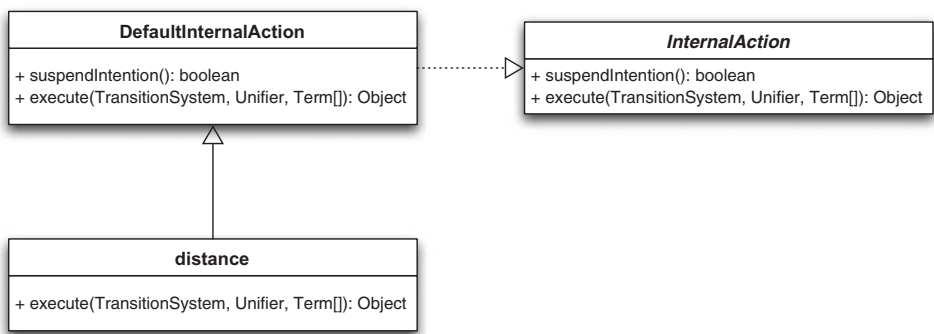 DefaultInternalAction
+ suspendIntention(): boolean
+ execute(TransitionSystem, Unifier, Term[]): Object
InternalAction
+ suspendIntention(): boolean
+ execute(TransitionSystem, Unifier, Term[]): Object
distance
+ execute(TransitionSystem, Unifier, Term[]): Object